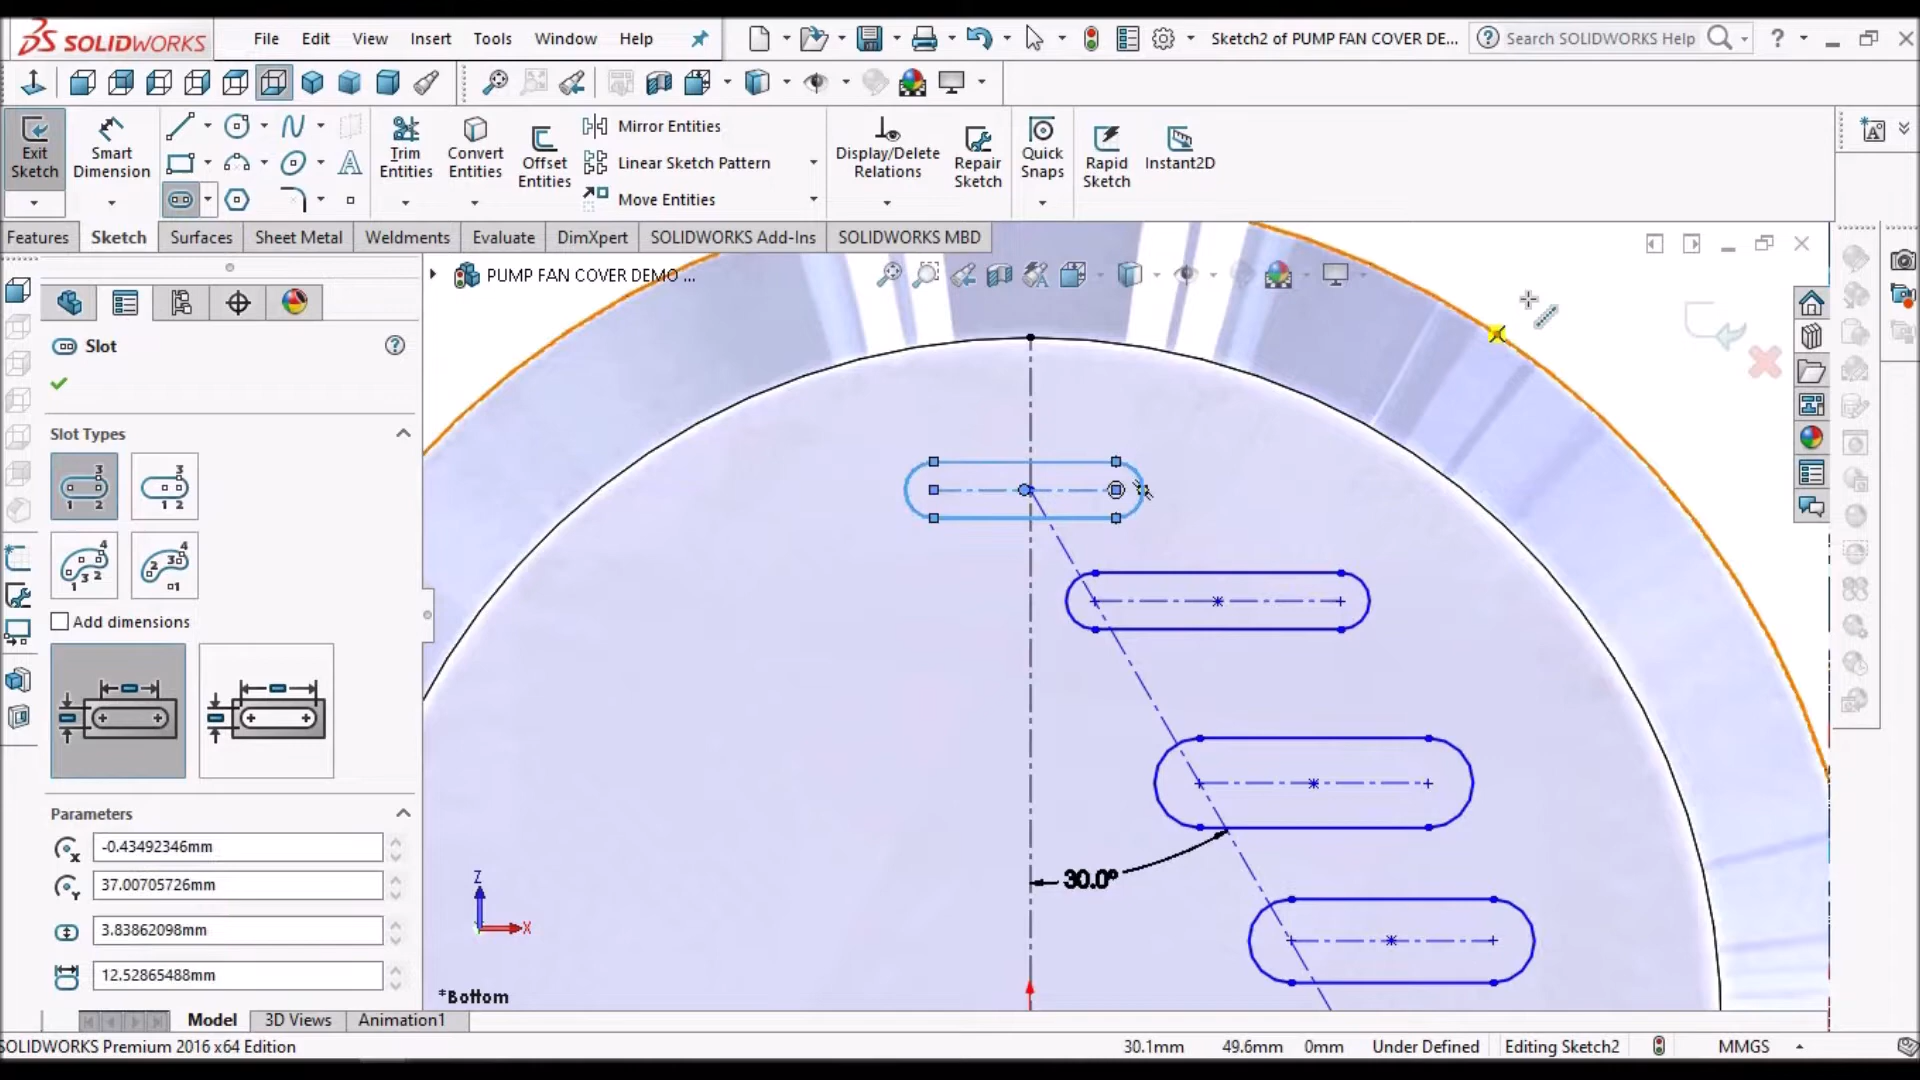 SOLIDWORKS
File Edit View Insert Tools Window Help
Sketch2 of PUMP FAN COVER DE...
Search SOLIDWORKS Help
?
Exit Sketch
Smart Dimension
Trim Entities
Convert Entities
Offset Entities
Mirror Entities
Linear Sketch Pattern
Move Entities
Display/Delete Relations
Repair Sketch
Quick Snaps
Rapid Sketch
Instant2D
Features Sketch Surfaces Sheet Metal Weldments Evaluate DimXpert SOLIDWORKS Add-Ins SOLIDWORKS MBD
PUMP FAN COVER DEMO ...
Slot
Slot Types
Add dimensions
Parameters
-0.43492346mm
37.00705726mm
3.83862098mm
12.52865488mm
30.0°
Z
X
*Bottom
Model 3D Views Animation1
SOLIDWORKS Premium 2016 x64 Edition
30.1mm 49.6mm 0mm Under Defined Editing Sketch2 MMGS